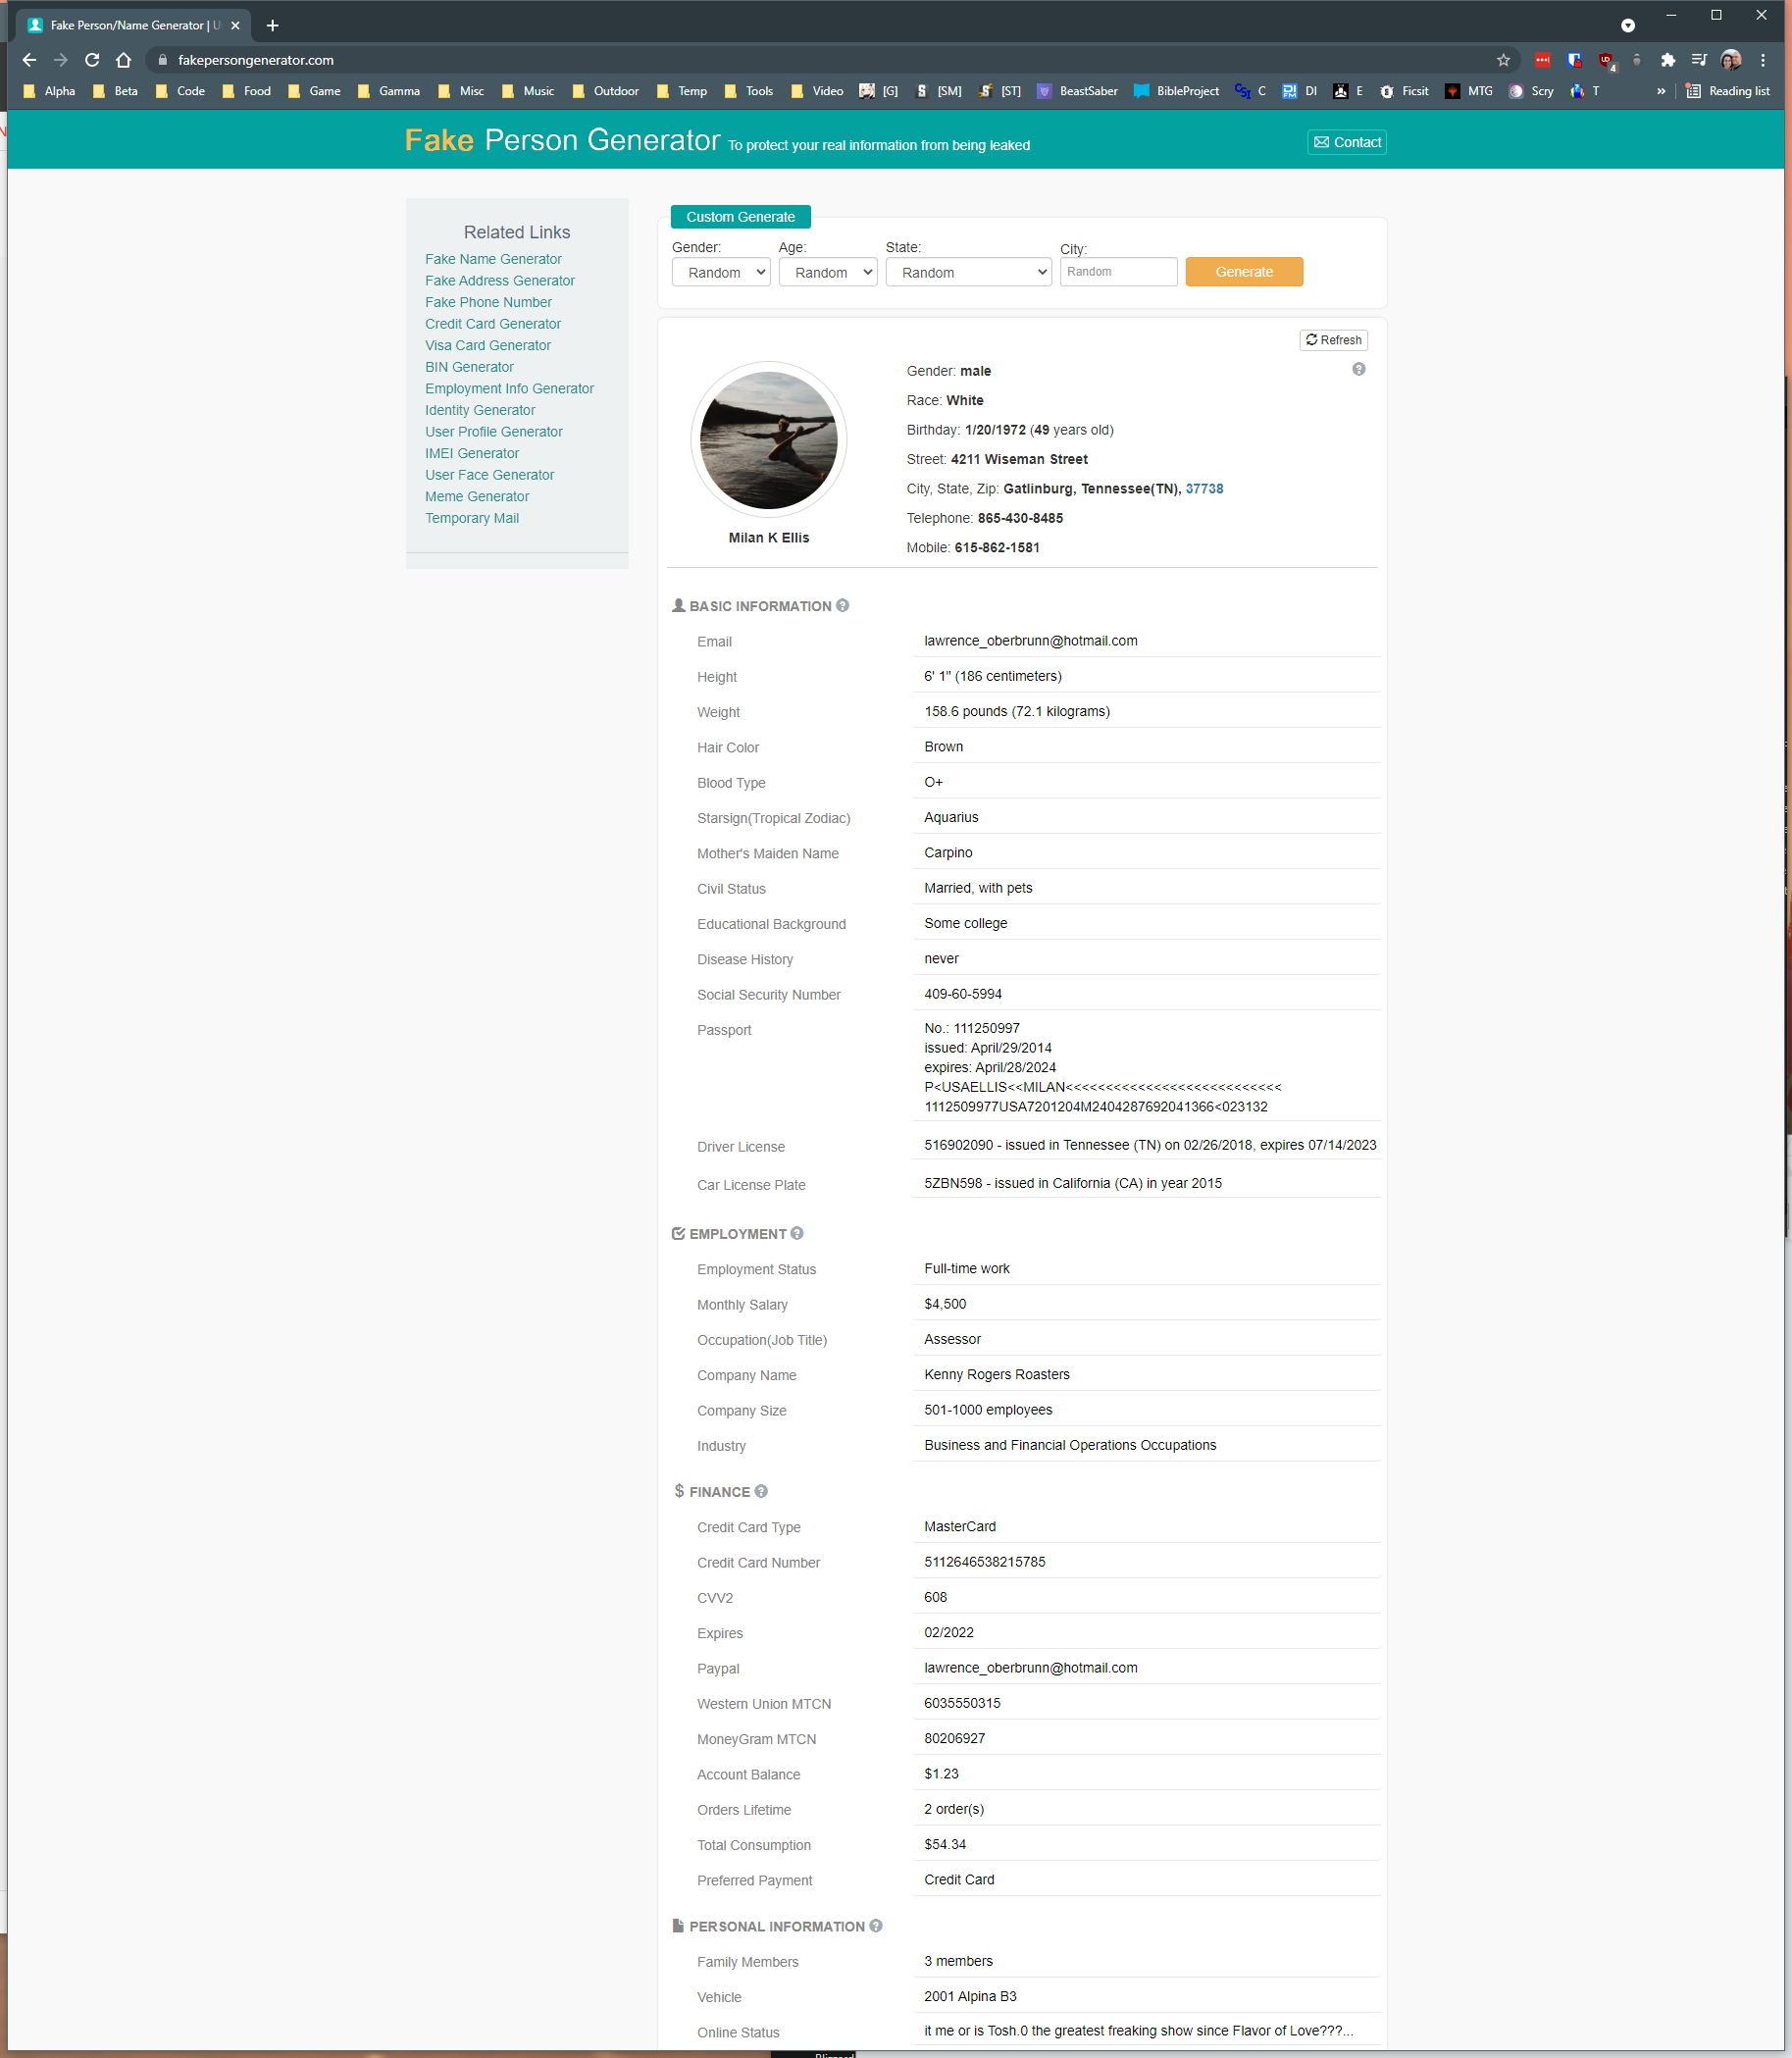 Fake Person/Name Generator | U
fakepersongenerator.com
4
Alpha Beta Code Food Game Gamma Misc Music Outdoor Temp Tools Video [G] [SM] [ST] BeastSaber BibleProject C DI E Ficsit MTG Scry T » Reading list
Fake Person Generator To protect your real information from being leaked
Contact
Related Links
Fake Name Generator
Fake Address Generator
Fake Phone Number
Credit Card Generator
Visa Card Generator
BIN Generator
Employment Info Generator
Identity Generator
User Profile Generator
IMEI Generator
User Face Generator
Meme Generator
Temporary Mail
Custom Generate
Gender: Age: State: City:
Random Random Random Random Generate
Refresh
Milan K Ellis
Gender: male
Race: White
Birthday: 1/20/1972 (49 years old)
Street: 4211 Wiseman Street
City, State, Zip: Gatlinburg, Tennessee(TN), 37738
Telephone: 865-430-8485
Mobile: 615-862-1581
BASIC INFORMATION
Email lawrence_oberbrunn@hotmail.com
Height 6' 1" (186 centimeters)
Weight 158.6 pounds (72.1 kilograms)
Hair Color Brown
Blood Type O+
Starsign(Tropical Zodiac) Aquarius
Mother's Maiden Name Carpino
Civil Status Married, with pets
Educational Background Some college
Disease History never
Social Security Number 409-60-5994
Passport No.: 111250997
issued: April/29/2014
expires: April/28/2024
P<USAELLIS<<MILAN<<<<<<<<<<<<<<<<<<<<<<<<<<<
1112509977USA7201204M2404287692041366<023132
Driver License 516902090 - issued in Tennessee (TN) on 02/26/2018, expires 07/14/2023
Car License Plate 5ZBN598 - issued in California (CA) in year 2015
EMPLOYMENT
Employment Status Full-time work
Monthly Salary $4,500
Occupation(Job Title) Assessor
Company Name Kenny Rogers Roasters
Company Size 501-1000 employees
Industry Business and Financial Operations Occupations
$ FINANCE
Credit Card Type MasterCard
Credit Card Number 5112646538215785
CVV2 608
Expires 02/2022
Paypal lawrence_oberbrunn@hotmail.com
Western Union MTCN 6035550315
MoneyGram MTCN 80206927
Account Balance $1.23
Orders Lifetime 2 order(s)
Total Consumption $54.34
Preferred Payment Credit Card
PERSONAL INFORMATION
Family Members 3 members
Vehicle 2001 Alpina B3
Online Status it me or is Tosh.0 the greatest freaking show since Flavor of Love???...